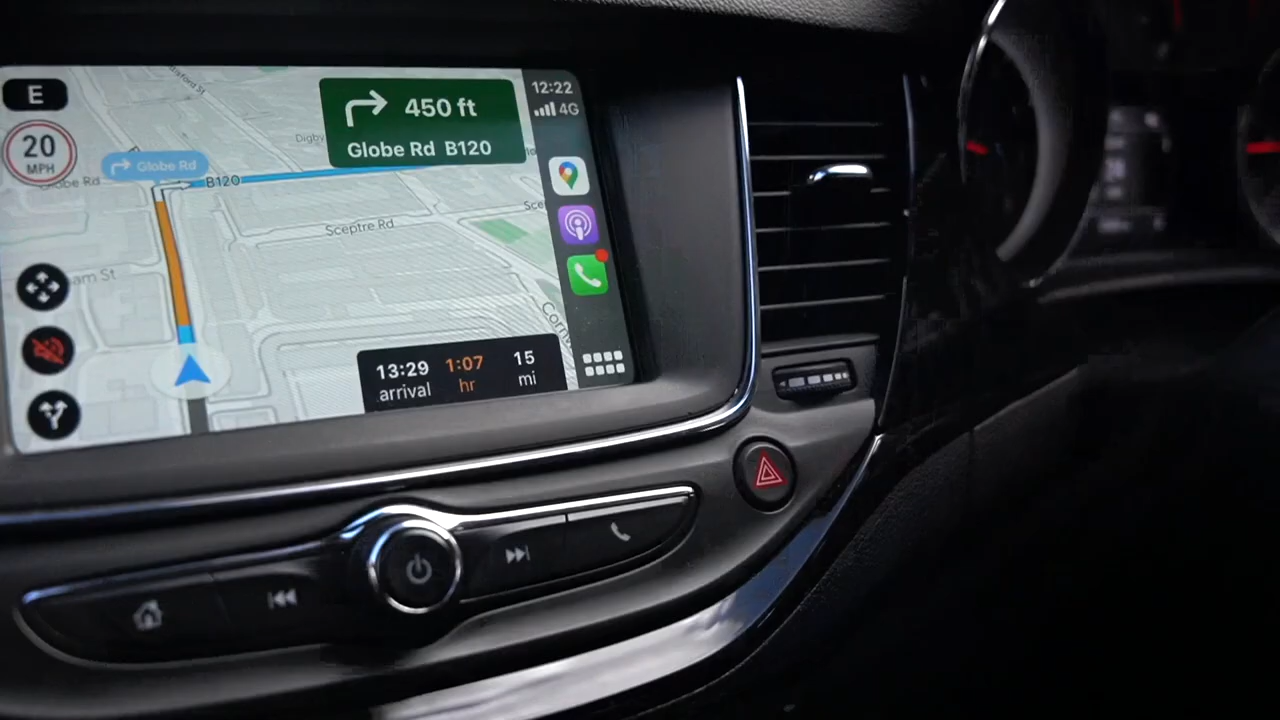 E
20
MPH
450 ft
Globe Rd B120
12:22
4G
Globe Rd
B120
Sceptre Rd
13:29 1:07 15
arrival hr mi